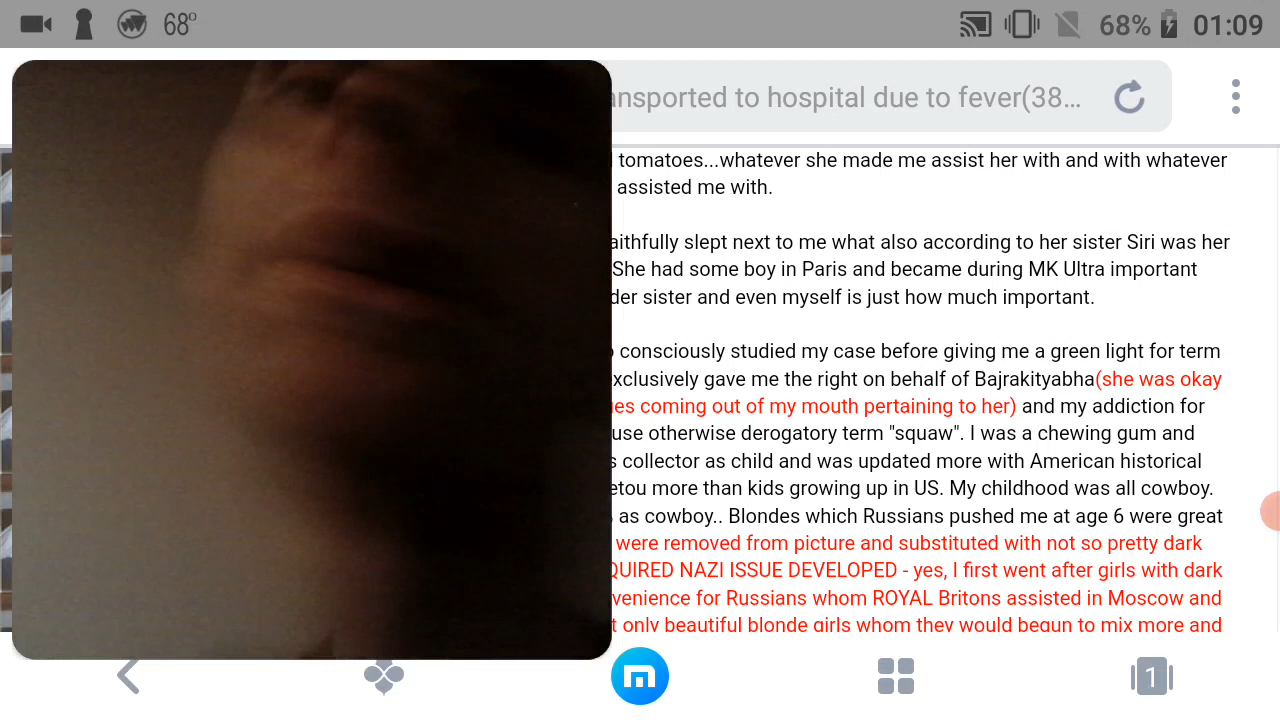 68º
68% 01:09
ansported to hospital due to fever(38...
tomatoes...whatever she made me assist her with and with whatever
assisted me with.
aithfully slept next to me what also according to her sister Siri was her
She had some boy in Paris and became during MK Ultra important
der sister and even myself is just how much important.
consciously studied my case before giving me a green light for term
xclusively gave me the right on behalf of Bajrakityabha(she was okay
es coming out of my mouth pertaining to her) and my addiction for
use otherwise derogatory term "squaw". I was a chewing gum and
s collector as child and was updated more with American historical
etou more than kids growing up in US. My childhood was all cowboy.
as cowboy.. Blondes which Russians pushed me at age 6 were great
were removed from picture and substituted with not so pretty dark
QUIRED NAZI ISSUE DEVELOPED - yes, I first went after girls with dark
venience for Russians whom ROYAL Britons assisted in Moscow and
t only beautiful blonde girls whom they would begun to mix more and
1